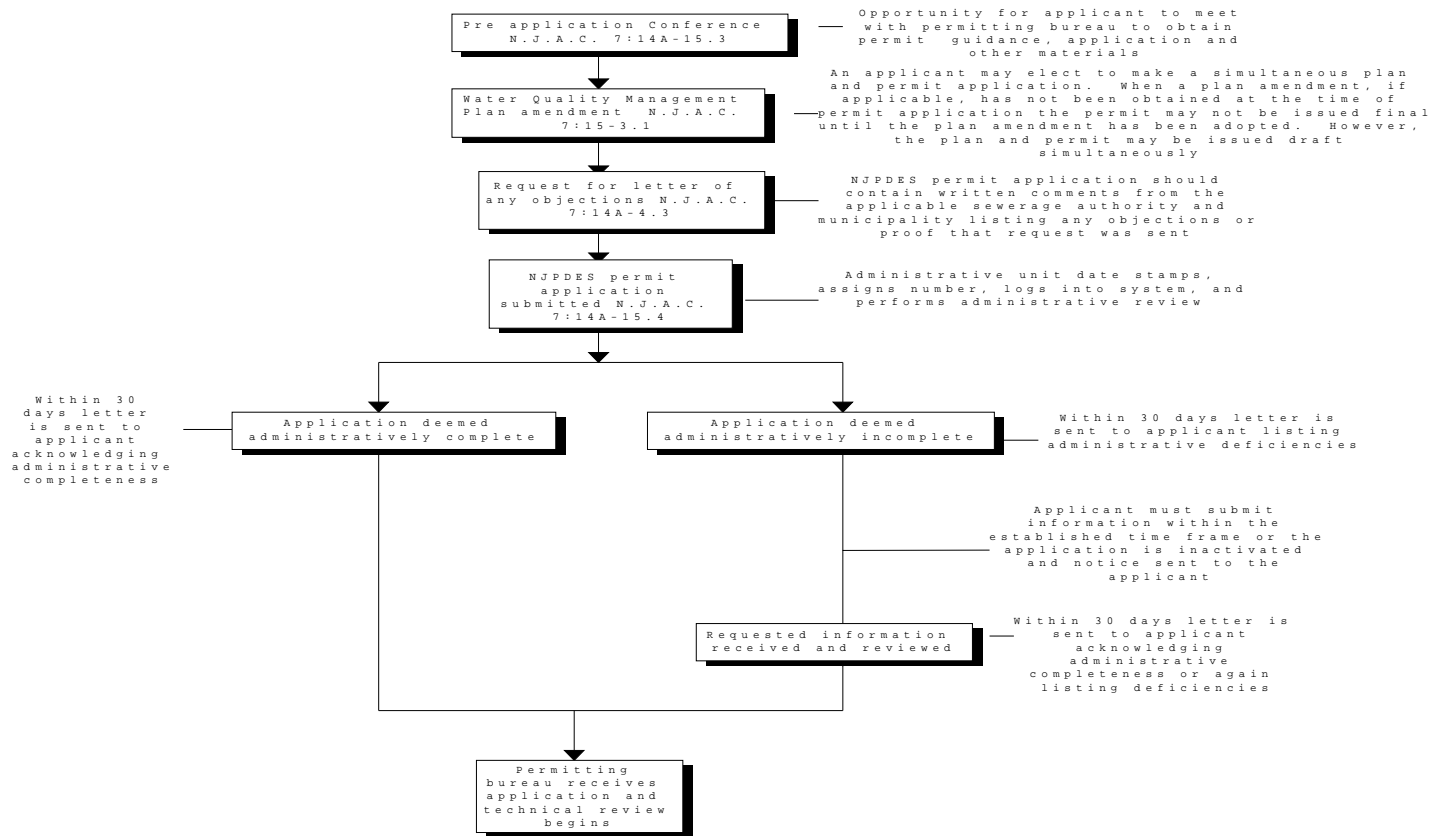 Pre application Conference
N.J.A.C. 7:14A-15.3
Opportunity for applicant to meet
with permitting bureau to obtain
permit guidance, application and
other materials
Water Quality Management
Plan amendment N.J.A.C.
7:15-3.1
An applicant may elect to make a simultaneous plan
and permit application. When a plan amendment, if
applicable, has not been obtained at the time of
permit application the permit may not be issued final
until the plan amendment has been adopted. However,
the plan and permit may be issued draft
simultaneously
Request for letter of
any objections N.J.A.C.
7:14A-4.3
NJPDES permit application should
contain written comments from the
applicable sewerage authority and
municipality listing any objections or
proof that request was sent
NJPDES permit
application
submitted N.J.A.C.
7:14A-15.4
Administrative unit date stamps,
assigns number, logs into system, and
performs administrative review
Within 30
days letter
is sent to
applicant
acknowledging
administrative
completeness
Application deemed
administratively complete
Application deemed
administratively incomplete
Within 30 days letter is
sent to applicant listing
administrative deficiencies
Applicant must submit
information within the
established time frame or the
application is inactivated
and notice sent to the
applicant
Requested information
received and reviewed
Within 30 days letter is
sent to applicant
acknowledging
administrative
completeness or again
listing deficiencies
Permitting
bureau receives
application and
technical review
begins